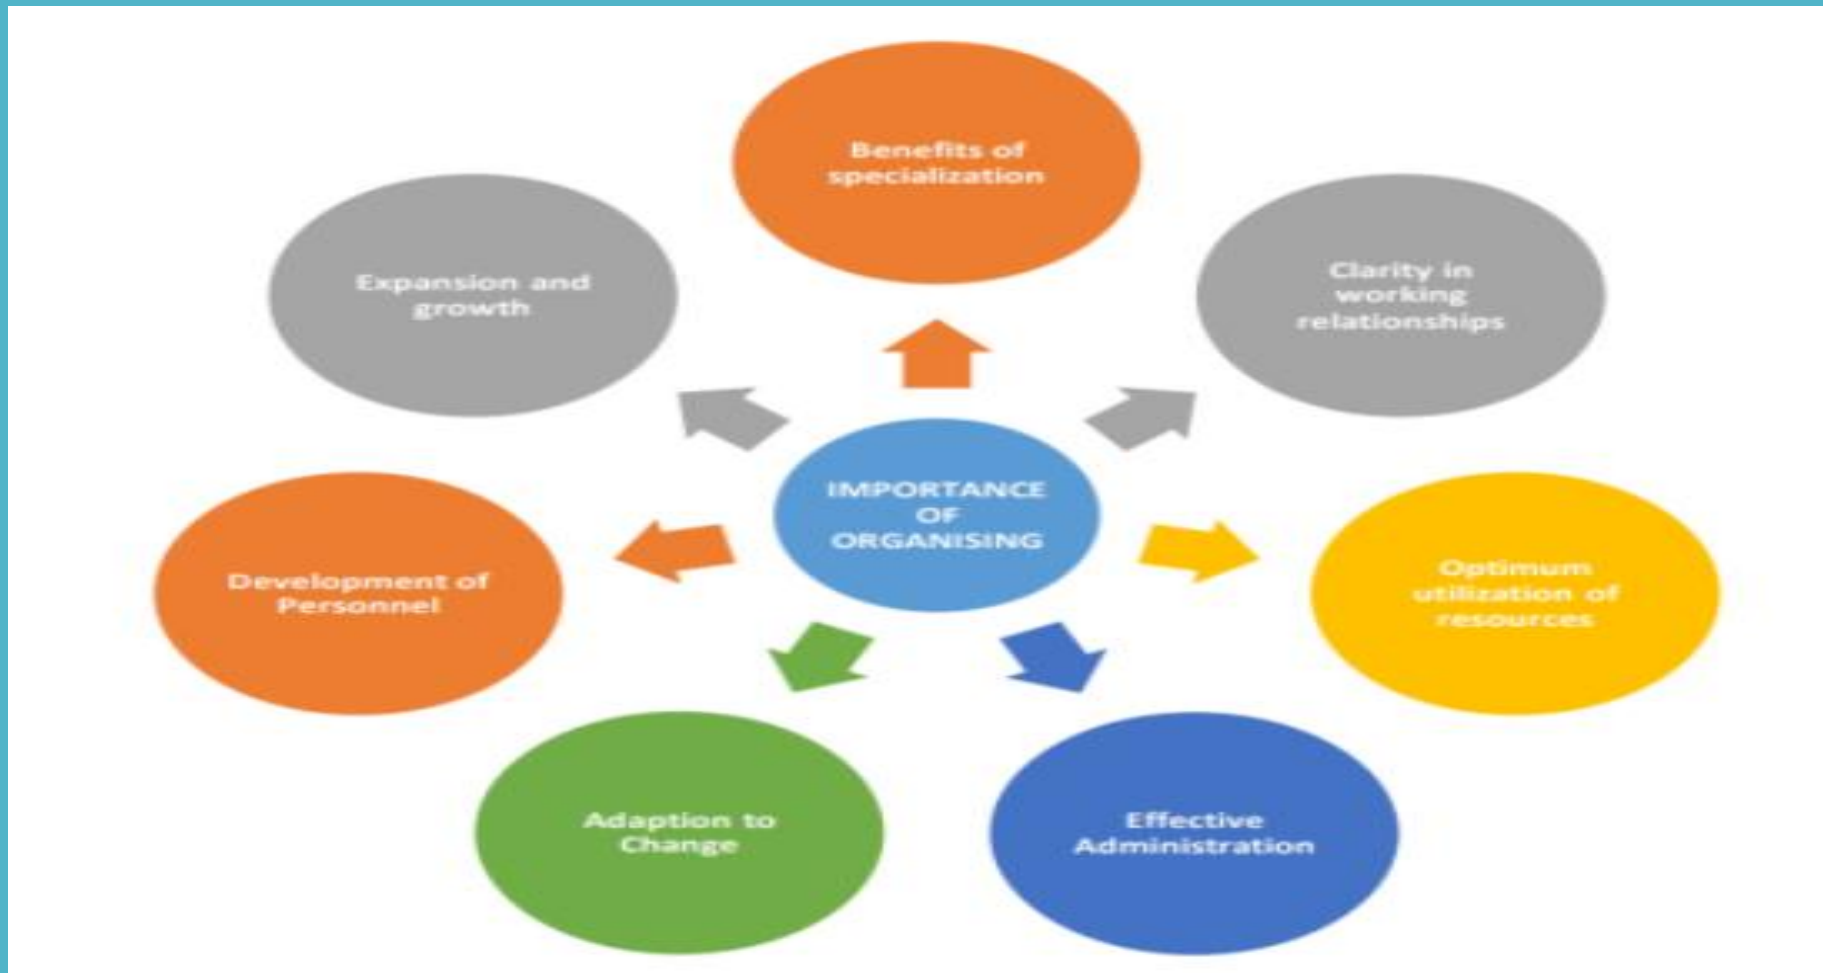 Benefits of
specialization
Clarity in
working
relationships
Optimum
utilization of
resources
Effective
Administration
Adaption to
Change
Development of
Personnel
Expansion and
growth
IMPORTANCE
OF
ORGANISING